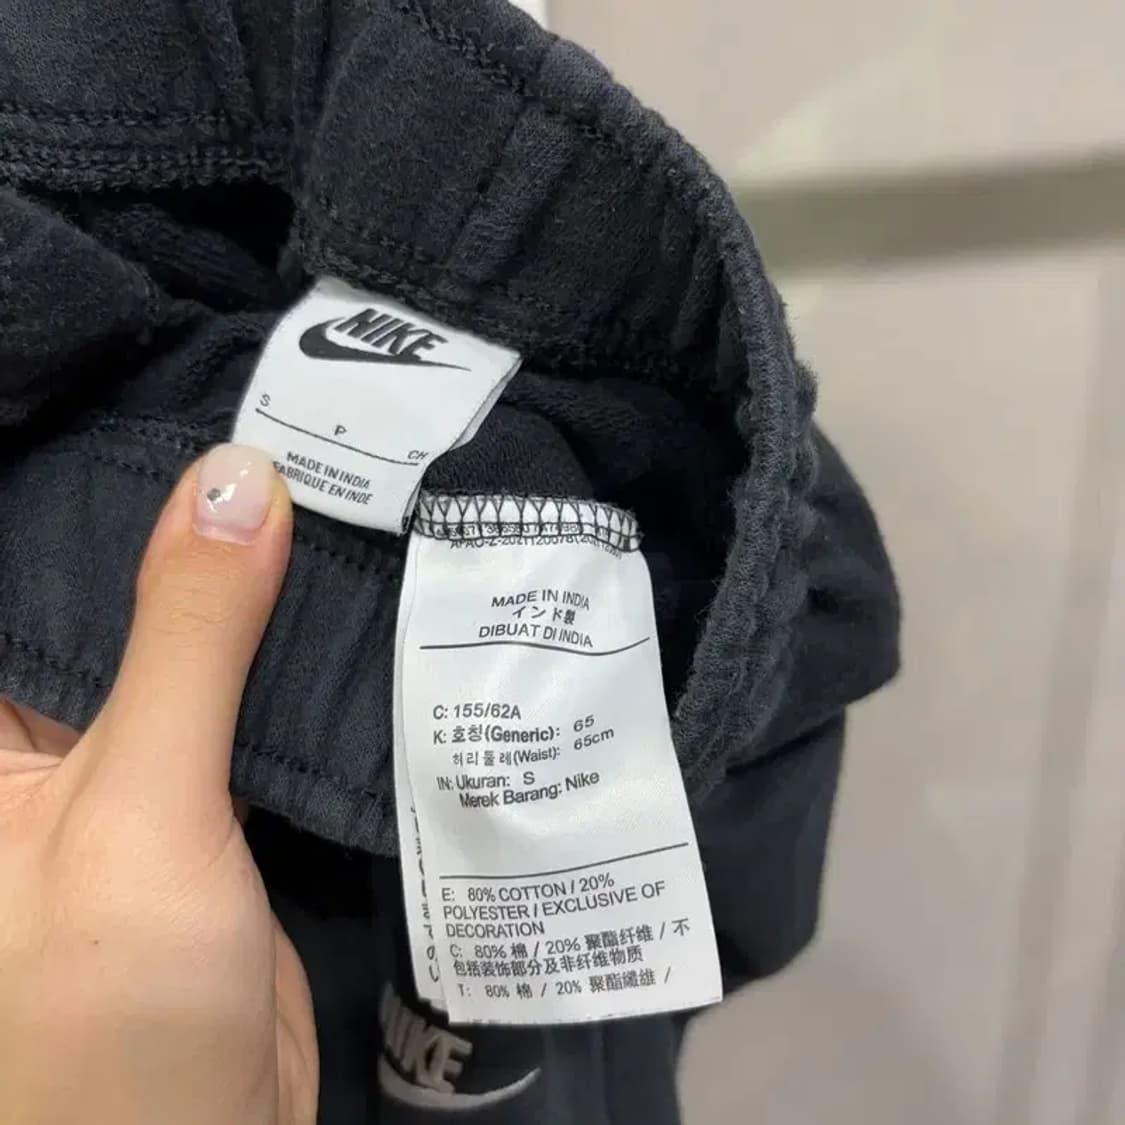 NIKE
S
P
CH
MADE IN INDIA
FABRIQUE EN INDE
MADE IN INDIA
インド製
DIBUAT DI INDIA
C: 155/62A
K: 호칭(Generic): 65
허리둘레(Waist): 65cm
IN: Ukuran: S
Merek Barang: Nike
E: 80% COTTON / 20%
POLYESTER / EXCLUSIVE OF
DECORATION
C: 80% 棉 / 20% 聚酯纤维 / 不
包括装饰部分及非纤维物质
T: 80% 棉 / 20% 聚酯纖維 /
NIKE